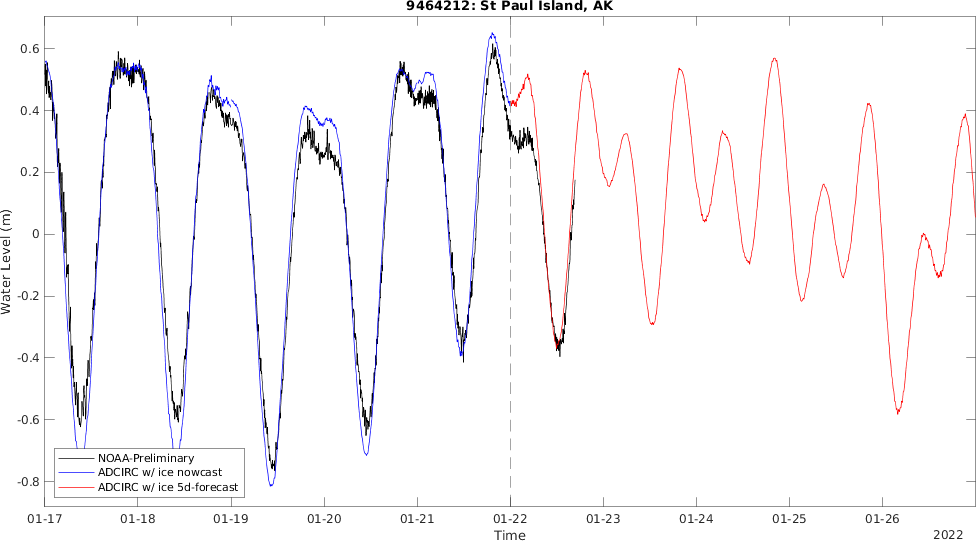 9464212: St Paul Island, AK
Water Level (m)
0.6
0.4
0.2
0
-0.2
-0.4
-0.6
-0.8
NOAA-Preliminary
ADCIRC w/ ice nowcast
ADCIRC w/ ice 5d-forecast
01-17 01-18 01-19 01-20 01-21 01-22 01-23 01-24 01-25 01-26
Time
2022